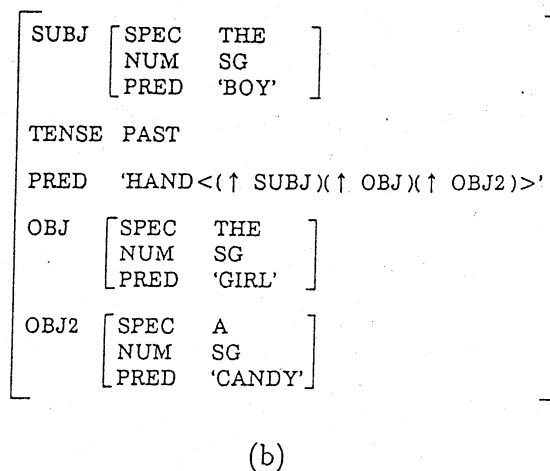 SUBJ SPEC THE
NUM SG
PRED ‘BOY’
TENSE PAST
PRED ‘HAND<(↑ SUBJ)(↑ OBJ)(↑ OBJ2)>’
OBJ SPEC THE
NUM SG
PRED ‘GIRL’
OBJ2 SPEC A
NUM SG
PRED ‘CANDY’
(b)